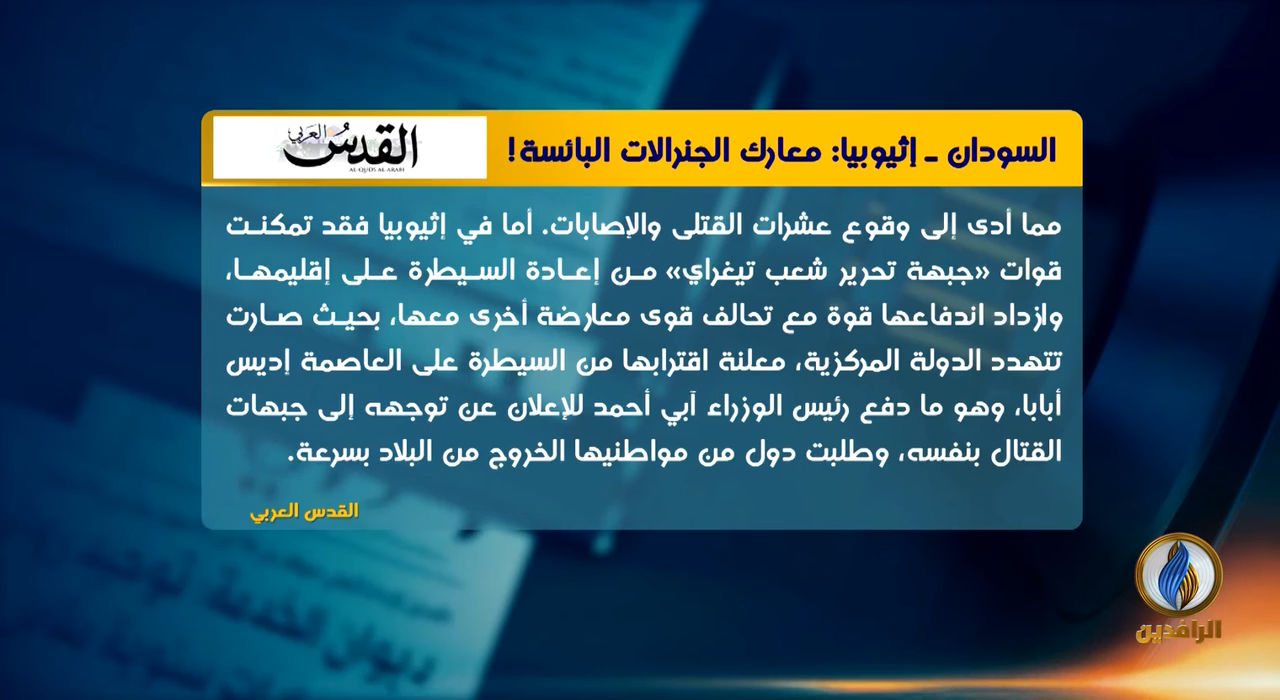 السودان ـ إثيوبيا: معارك الجنرالات البائسة!
القدس العربي
AL-QUDS AL-ARABI
مما أدى إلى وقوع عشرات القتلى والإصابات. أما في إثيوبيا فقد تمكنت
قوات «جبهة تحرير شعب تيغراي» من إعادة السيطرة على إقليمها،
وازداد اندفاعها قوة مع تحالف قوى معارضة أخرى معها، بحيث صارت
تتهدد الدولة المركزية، معلنة اقترابها من السيطرة على العاصمة إديس
أبابا، وهو ما دفع رئيس الوزراء آبي أحمد للإعلان عن توجهه إلى جبهات
القتال بنفسه، وطلبت دول من مواطنيها الخروج من البلاد بسرعة.
القدس العربي
الرافدين
ديوان الخدمة توحد